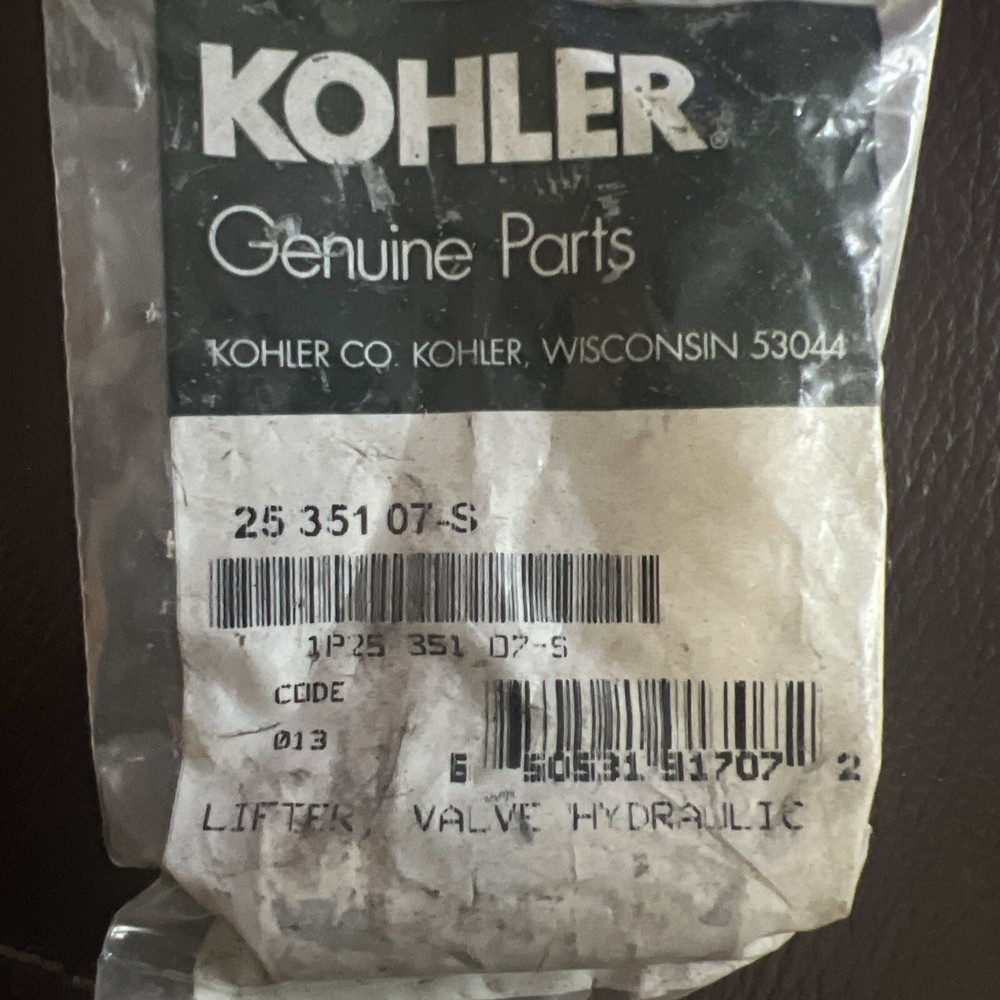 KOHLER®
Genuine Parts
KOHLER CO. KOHLER, WISCONSIN 53044
25 351 07-S
1P25 351 07-S
CODE
013
6 50531 91707 2
LIFTER, VALVE HYDRAULIC